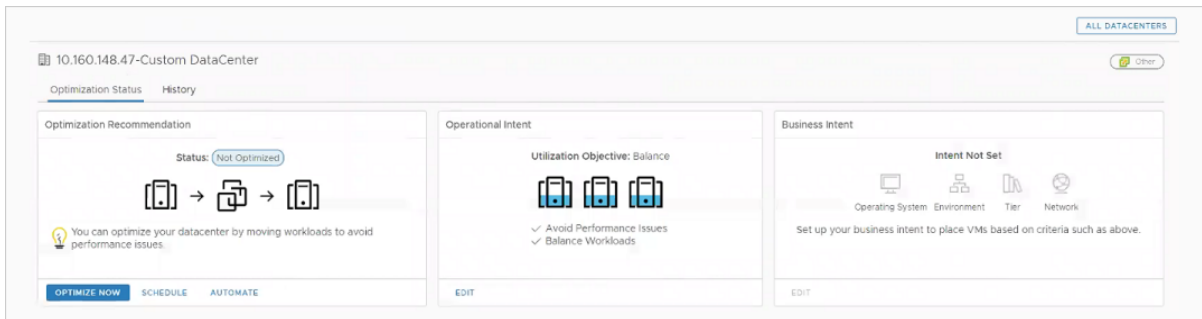 ALL DATACENTERS
10.160.148.47-Custom DataCenter
Other
Optimization Status History
Optimization Recommendation
Status: Not Optimized
You can optimize your datacenter by moving workloads to avoid
performance issues.
OPTIMIZE NOW SCHEDULE AUTOMATE
Operational Intent
Utilization Objective: Balance
Avoid Performance Issues
Balance Workloads
EDIT
Business Intent
Intent Not Set
Operating System Environment Tier Network
Set up your business intent to place VMs based on criteria such as above.
EDIT